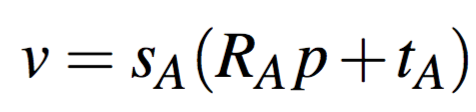 v = s_A(R_A p + t_A)